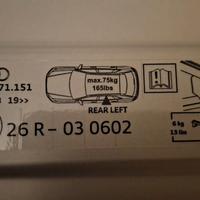 71.151
19>>
max.75kg
165lbs
REAR LEFT
26 R - 03 0602
6 kg
13 lbs